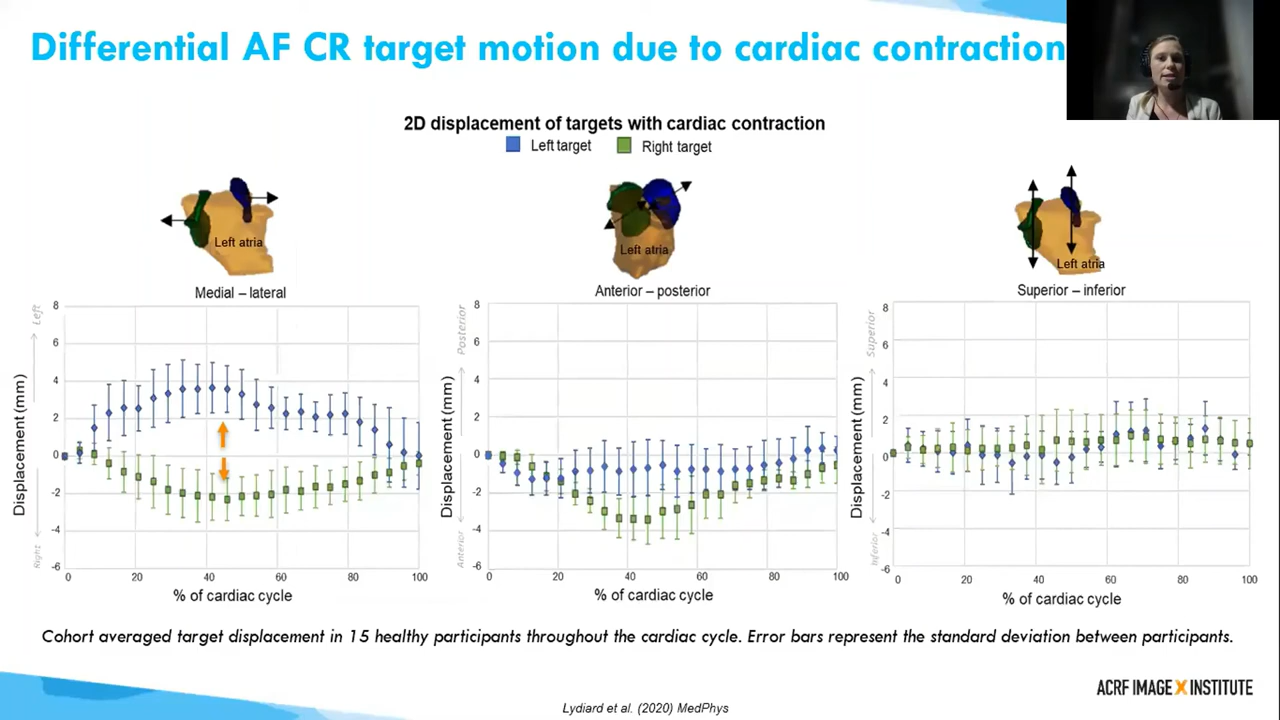 Differential AF CR target motion due to cardiac contraction
2D displacement of targets with cardiac contraction
Left target Right target
Left atria
Left atria
Left atria
Medial – lateral
Anterior – posterior
Superior – inferior
Displacement (mm)
Left
Right
8
6
4
2
0
-2
-4
-6
0 20 40 60 80 100
% of cardiac cycle
Displacement (mm)
Posterior
Anterior
8
6
4
2
0
-2
-4
-6
0 20 40 60 80 100
% of cardiac cycle
Displacement (mm)
Superior
Inferior
8
6
4
2
0
-2
-4
-6
0 20 40 60 80 100
% of cardiac cycle
Cohort averaged target displacement in 15 healthy participants throughout the cardiac cycle. Error bars represent the standard deviation between participants.
ACRF IMAGE X INSTITUTE
Lydiard et al. (2020) MedPhys